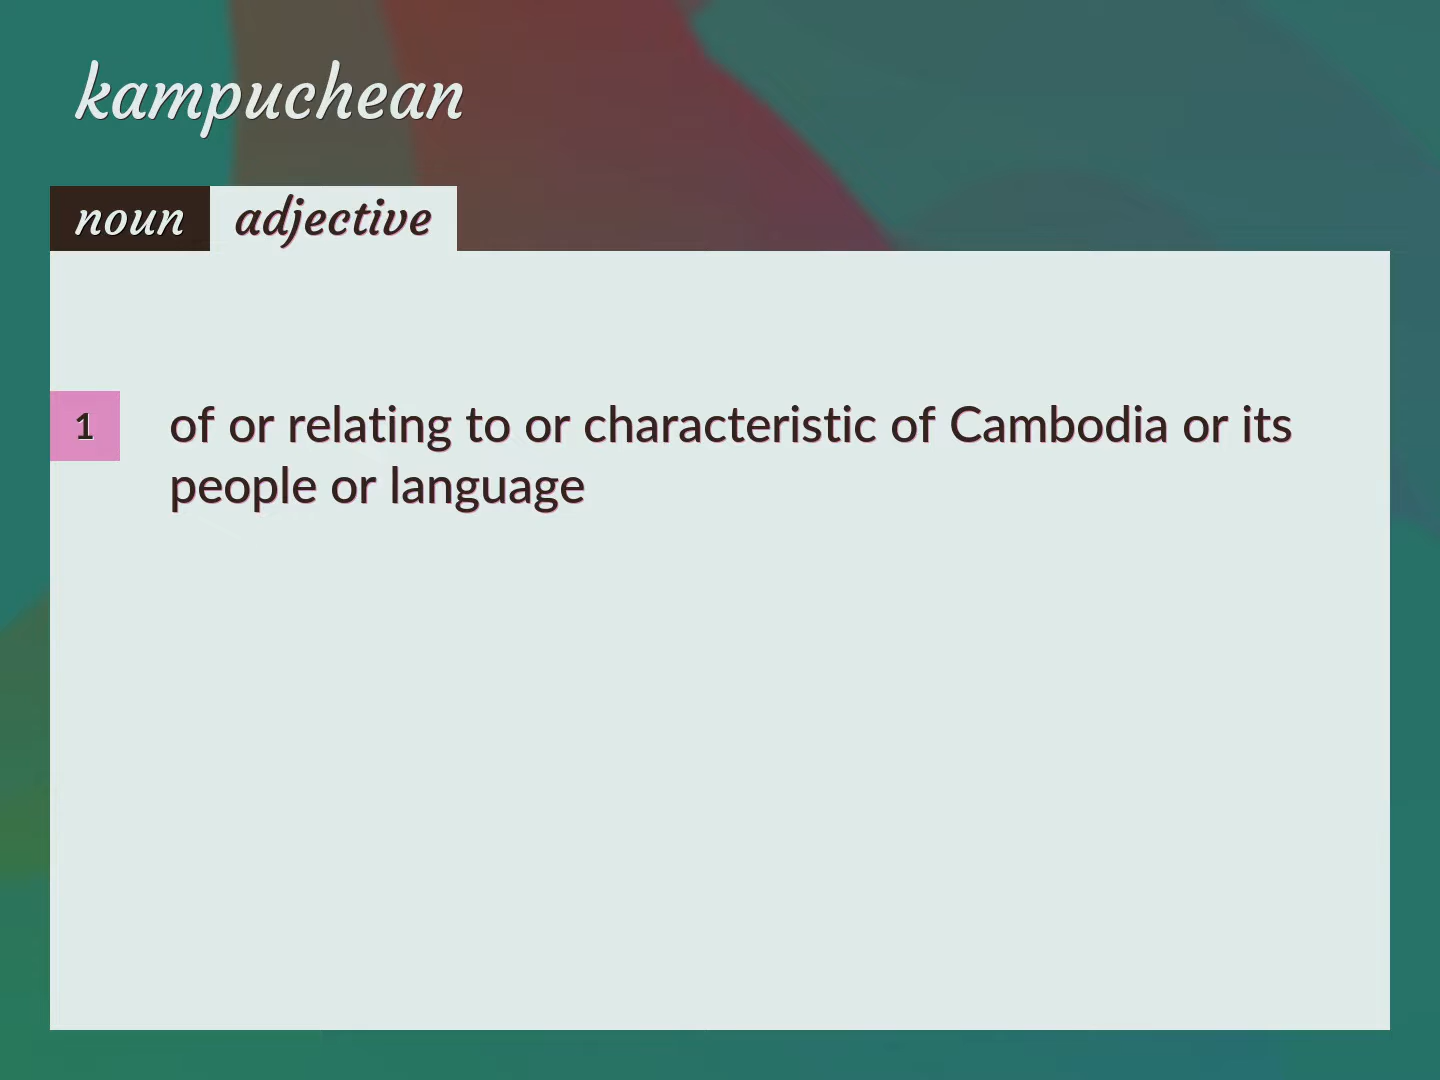 kampuchean
noun adjective
1 of or relating to or characteristic of Cambodia or its
people or language